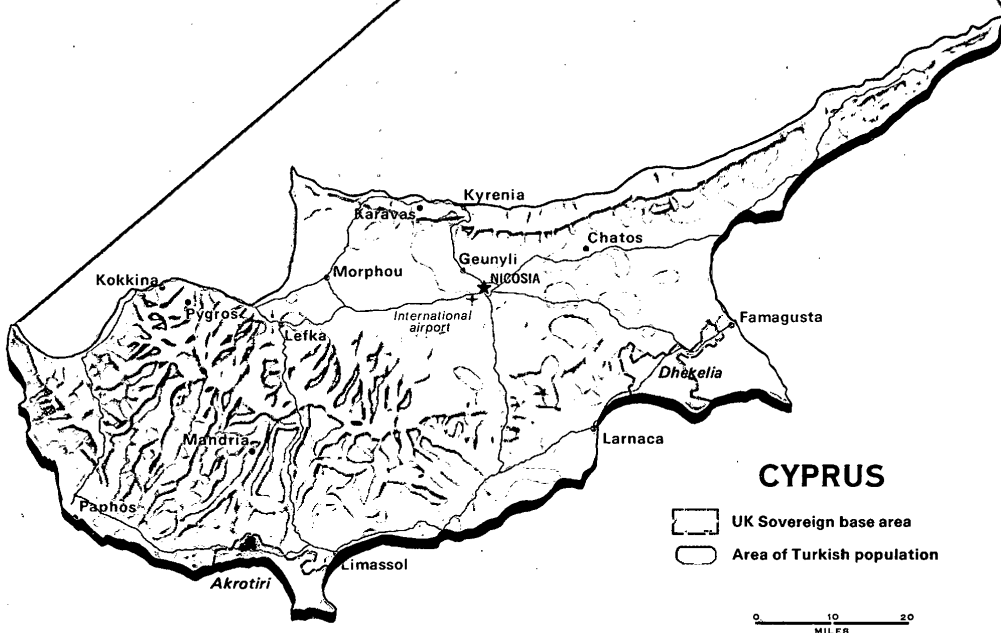 Kyrenia
Karavas
Chatos
Geunyli
Morphou
NICOSIA
Kokkina
Pygros
International
airport
Lefka
Famagusta
Dhekelia
Mandria
Larnaca
CYPRUS
Paphos
UK Sovereign base area
Area of Turkish population
Limassol
Akrotiri
0 10 20
MILES